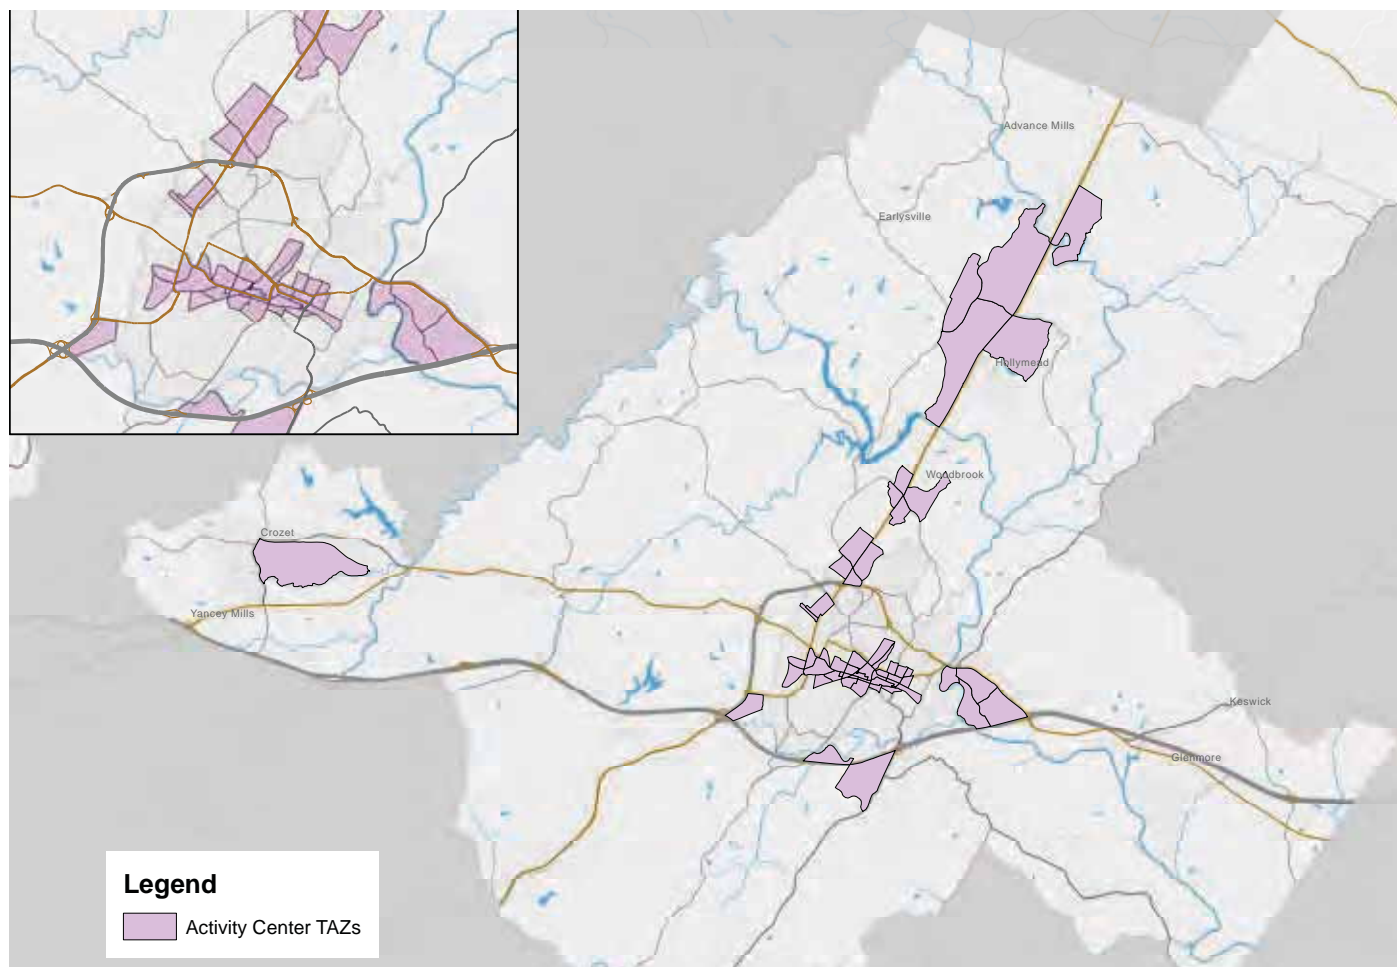 Advance Mills
Earlysville
Hollymead
Woodbrook
Crozet
Yancey Mills
Keswick
Glenmore
Legend
Activity Center TAZs